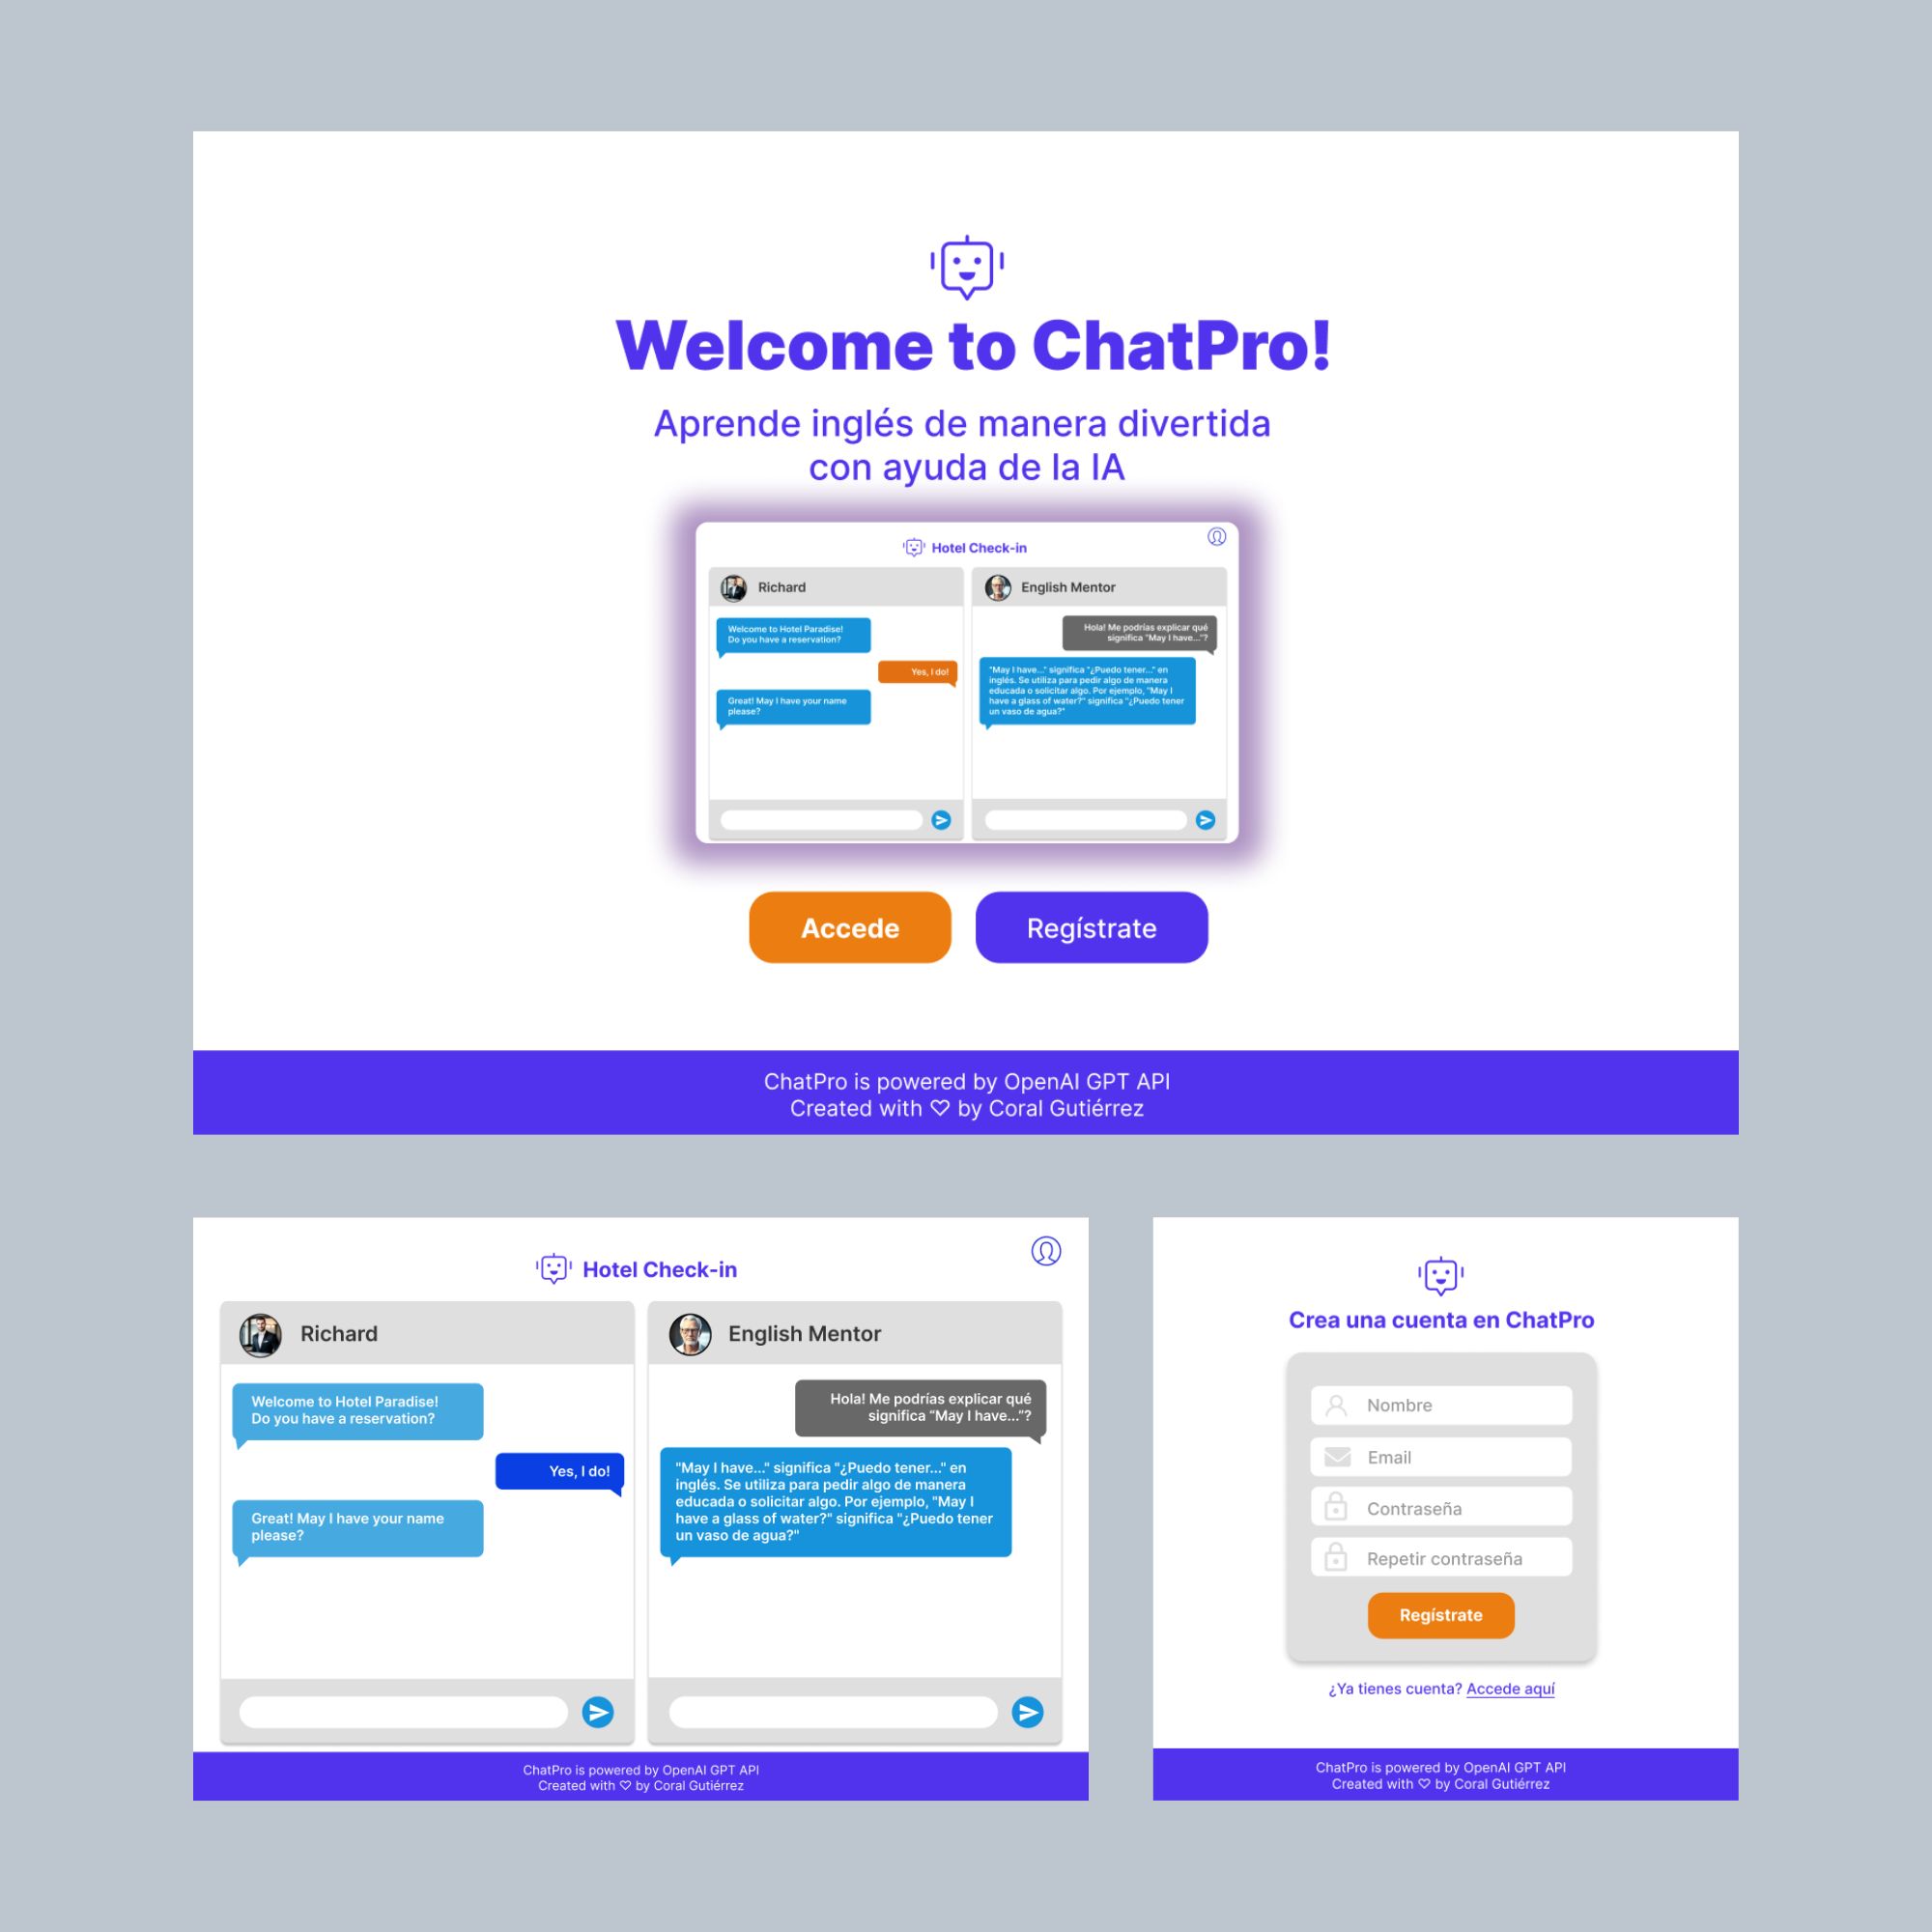 Welcome to ChatPro!
Aprende inglés de manera divertida
con ayuda de la IA
Hotel Check-in
Richard
Welcome to Hotel Paradise!
Do you have a reservation?
Yes, I do!
Great! May I have your name
please?
English Mentor
Hola! Me podrías explicar qué
significa "May I have..."?
"May I have..." significa "¿Puedo tener..." en
inglés. Se utiliza para pedir algo de manera
educada o solicitar algo. Por ejemplo, "May I
have a glass of water?" significa "¿Puedo tener
un vaso de agua?"
Accede
Regístrate
ChatPro is powered by OpenAI GPT API
Created with ♡ by Coral Gutiérrez
Hotel Check-in
Richard
Welcome to Hotel Paradise!
Do you have a reservation?
Yes, I do!
Great! May I have your name
please?
English Mentor
Hola! Me podrías explicar qué
significa "May I have..."?
"May I have..." significa "¿Puedo tener..." en
inglés. Se utiliza para pedir algo de manera
educada o solicitar algo. Por ejemplo, "May I
have a glass of water?" significa "¿Puedo tener
un vaso de agua?"
ChatPro is powered by OpenAI GPT API
Created with ♡ by Coral Gutiérrez
Crea una cuenta en ChatPro
Nombre
Email
Contraseña
Repetir contraseña
Regístrate
¿Ya tienes cuenta? Accede aquí
ChatPro is powered by OpenAI GPT API
Created with ♡ by Coral Gutiérrez